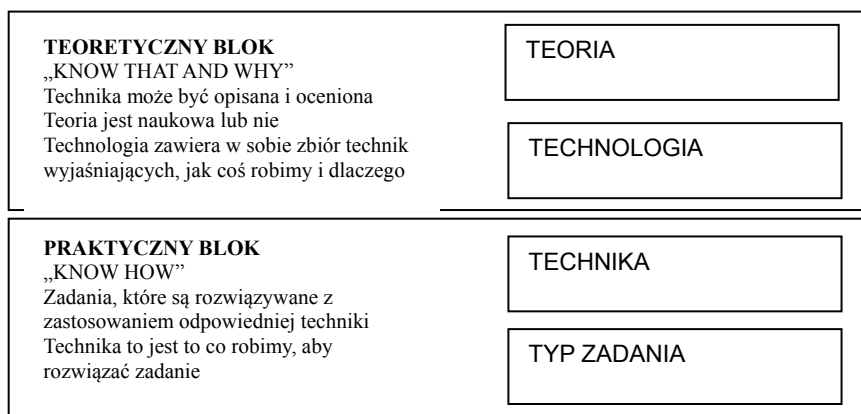 TEORETYCZNY BLOK
„KNOW THAT AND WHY”
Technika może być opisana i oceniona
Teoria jest naukowa lub nie
Technologia zawiera w sobie zbiór technik
wyjaśniających, jak coś robimy i dlaczego
TEORIA
TECHNOLOGIA
PRAKTYCZNY BLOK
„KNOW HOW”
Zadania, które są rozwiązywane z
zastosowaniem odpowiedniej techniki
Technika to jest to co robimy, aby
rozwiązać zadanie
TECHNIKA
TYP ZADANIA